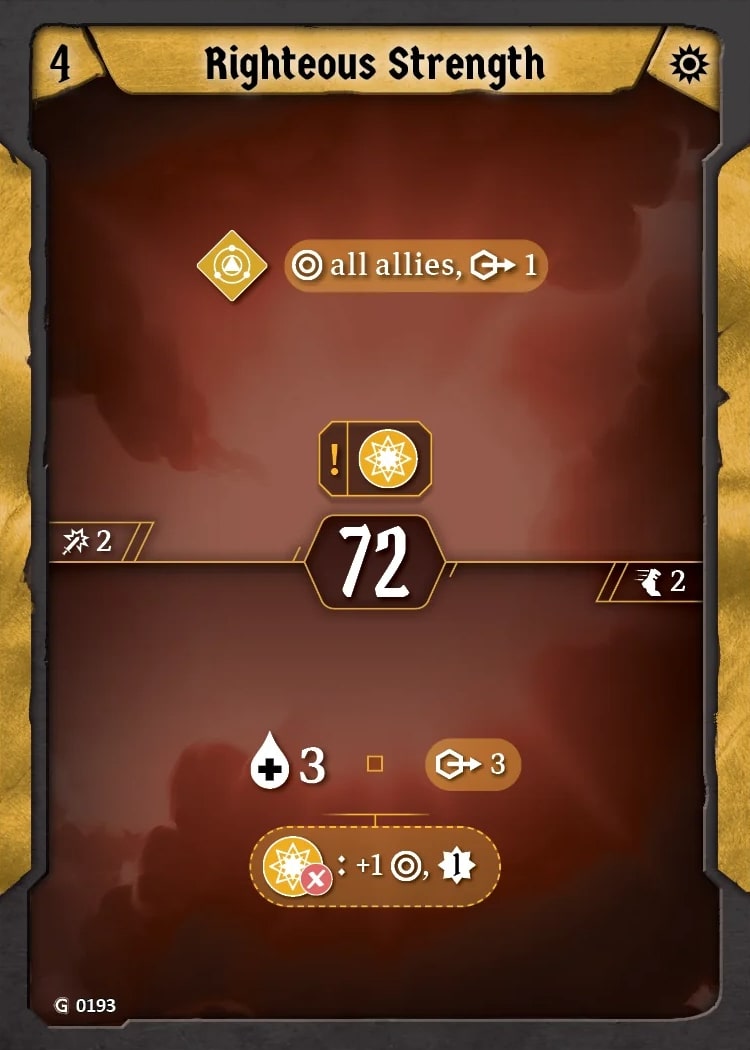 4 Righteous Strength
all allies, 1
!
72
2
2
3 3
: +1 , 1
G 0193